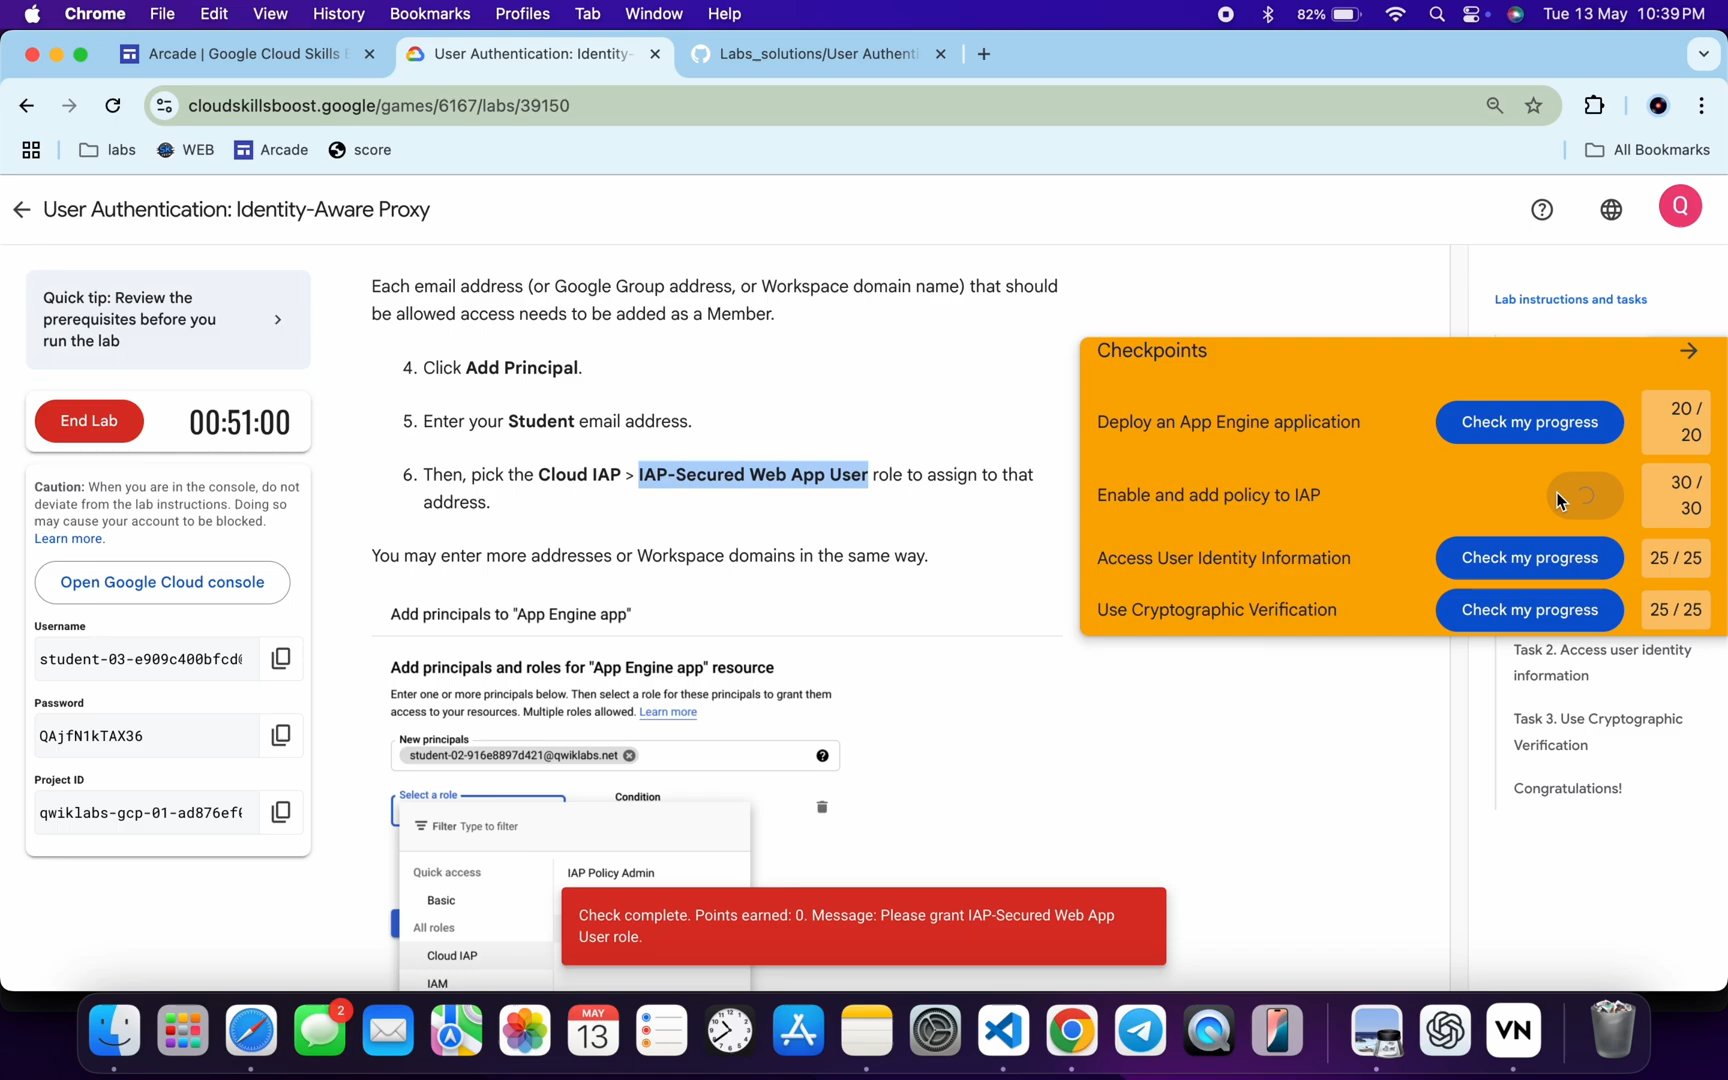 Chrome File Edit View History Bookmarks Profiles Tab Window Help 82% Tue 13 May 10:39 PM
Arcade | Google Cloud Skills User Authentication: Identity- Labs_solutions/User Authenti
cloudskillsboost.google/games/6167/labs/39150
labs WEB Arcade score All Bookmarks
User Authentication: Identity-Aware Proxy
Q
Quick tip: Review the
prerequisites before you
run the lab
End Lab 00:51:00
Caution: When you are in the console, do not
deviate from the lab instructions. Doing so
may cause your account to be blocked.
Learn more.
Open Google Cloud console
Username
student-03-e909c400bfcd
Password
QAjfN1kTAX36
Project ID
qwiklabs-gcp-01-ad876ef
Each email address (or Google Group address, or Workspace domain name) that should
be allowed access needs to be added as a Member.
4. Click Add Principal.
5. Enter your Student email address.
6. Then, pick the Cloud IAP > IAP-Secured Web App User role to assign to that
address.
You may enter more addresses or Workspace domains in the same way.
Add principals to "App Engine app"
Add principals and roles for "App Engine app" resource
Enter one or more principals below. Then select a role for these principals to grant them
access to your resources. Multiple roles allowed. Learn more
New principals
student-02-916e8897d421@qwiklabs.net
Select a role Condition
Filter Type to filter
Quick access IAP Policy Admin
Basic
All roles
Cloud IAP
IAM
Check complete. Points earned: 0. Message: Please grant IAP-Secured Web App
User role.
Lab instructions and tasks
Checkpoints
Deploy an App Engine application Check my progress 20 /
20
Enable and add policy to IAP 30 /
30
Access User Identity Information Check my progress 25 / 25
Use Cryptographic Verification Check my progress 25 / 25
Task 2. Access user identity
information
Task 3. Use Cryptographic
Verification
Congratulations!
2
MAY
13
VN